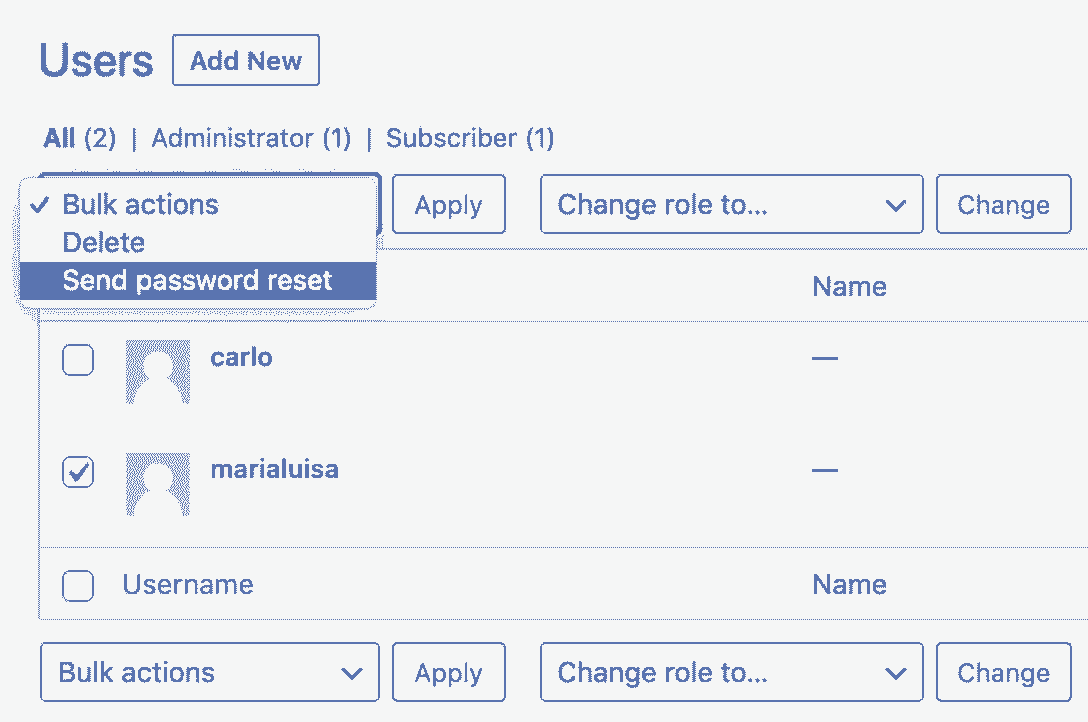 Users Add New
All (2) | Administrator (1) | Subscriber (1)
Bulk actions Apply Change role to... Change
Delete
Send password reset
Name
carlo —
marialuisa —
Username Name
Bulk actions Apply Change role to... Change